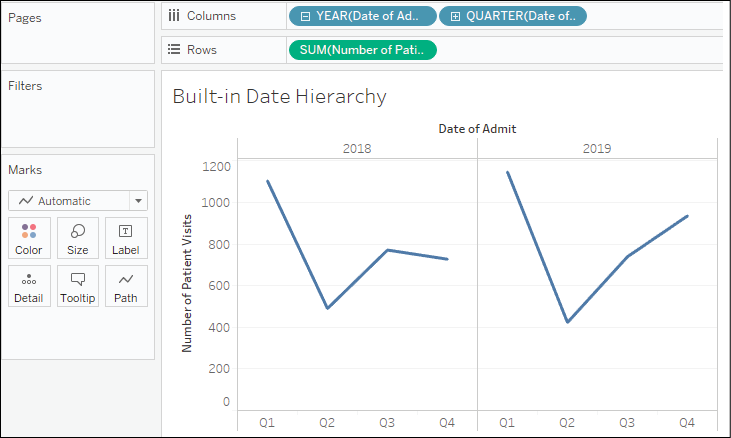 Pages
Columns
YEAR(Date of Ad..
QUARTER(Date of..
Rows
SUM(Number of Pati..
Filters
Marks
Automatic
Color
Size
Label
Detail
Tooltip
Path
Built-in Date Hierarchy
Date of Admit
2018
2019
Number of Patient Visits
1200
1000
800
600
400
200
0
Q1
Q2
Q3
Q4
Q1
Q2
Q3
Q4